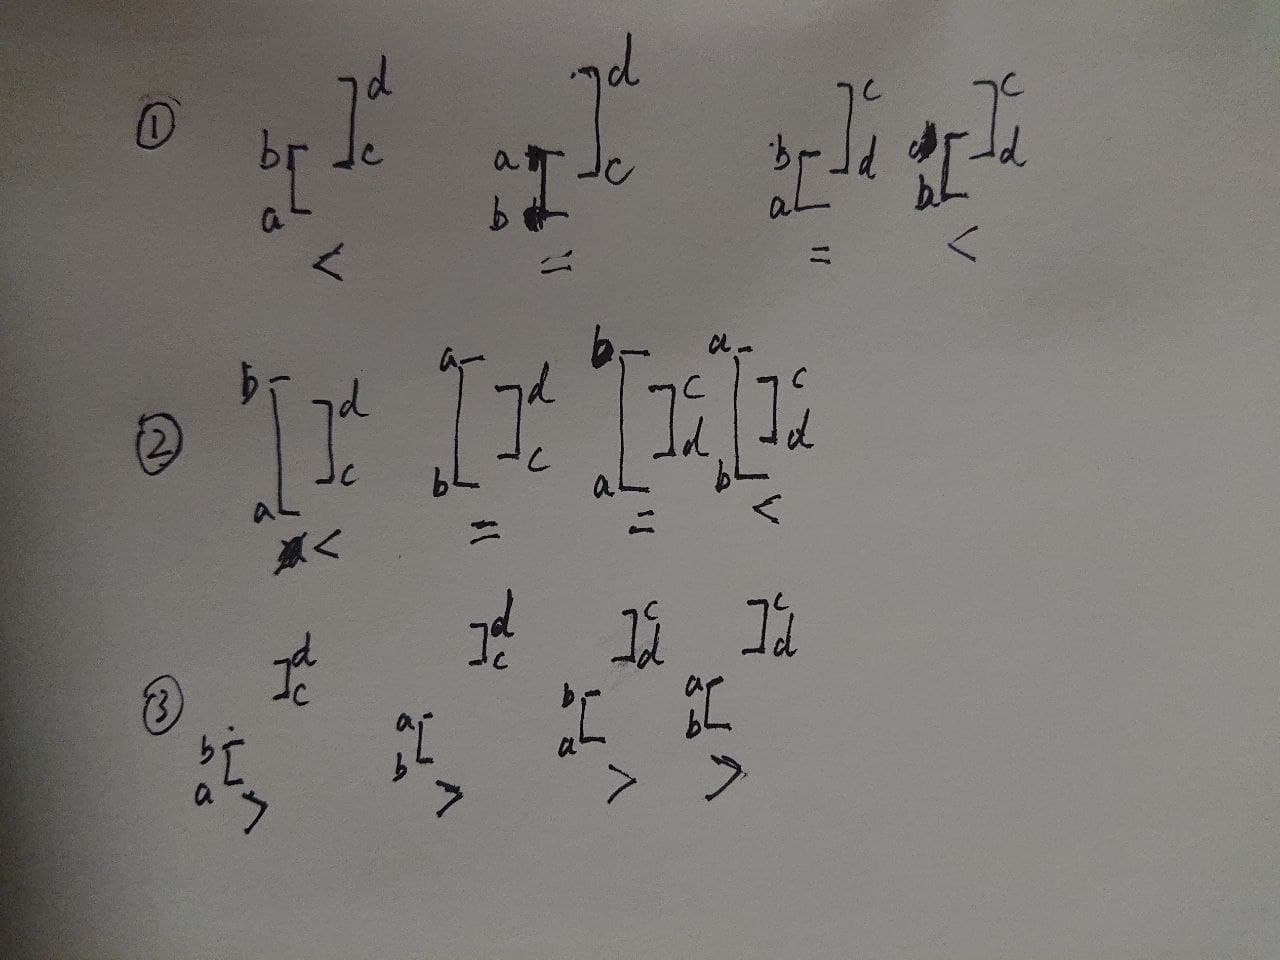 ① b a [ ] d c a b [ ] d c b a [ ] c d b [ ] c d
< = = <
② b a [ ] d c a b [ ] d c b a [ ] c d a b [ ] c d
< = = <
③ b a [ ] d c a b [ ] d c b a [ ] c d a b [ ] c d
> > > >